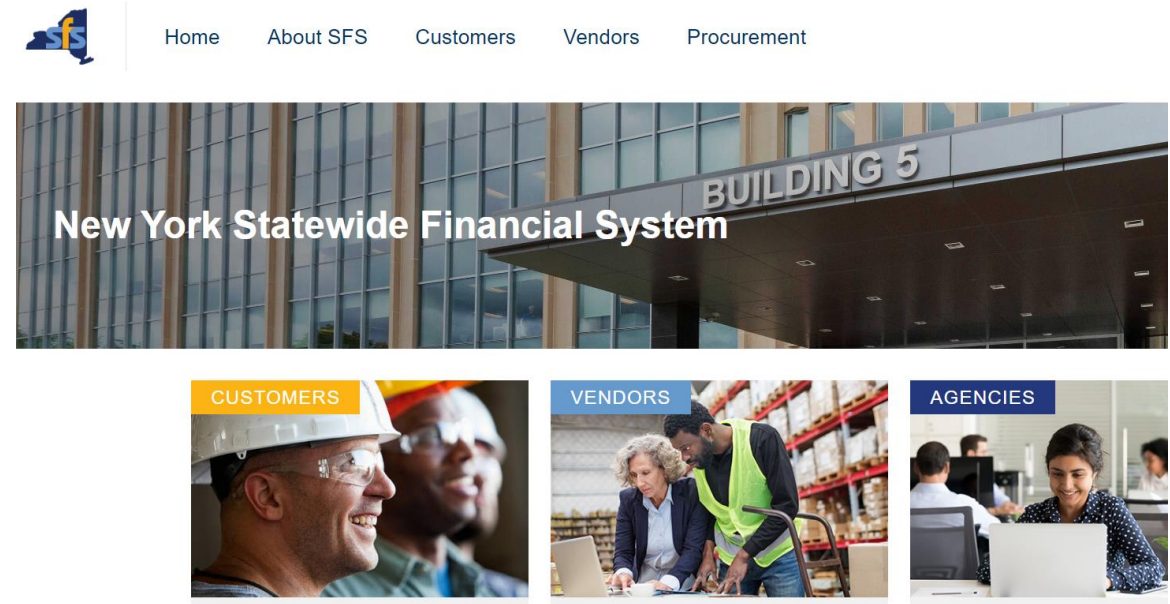 sfs
Home About SFS Customers Vendors Procurement
BUILDING 5
New York Statewide Financial System
CUSTOMERS VENDORS AGENCIES